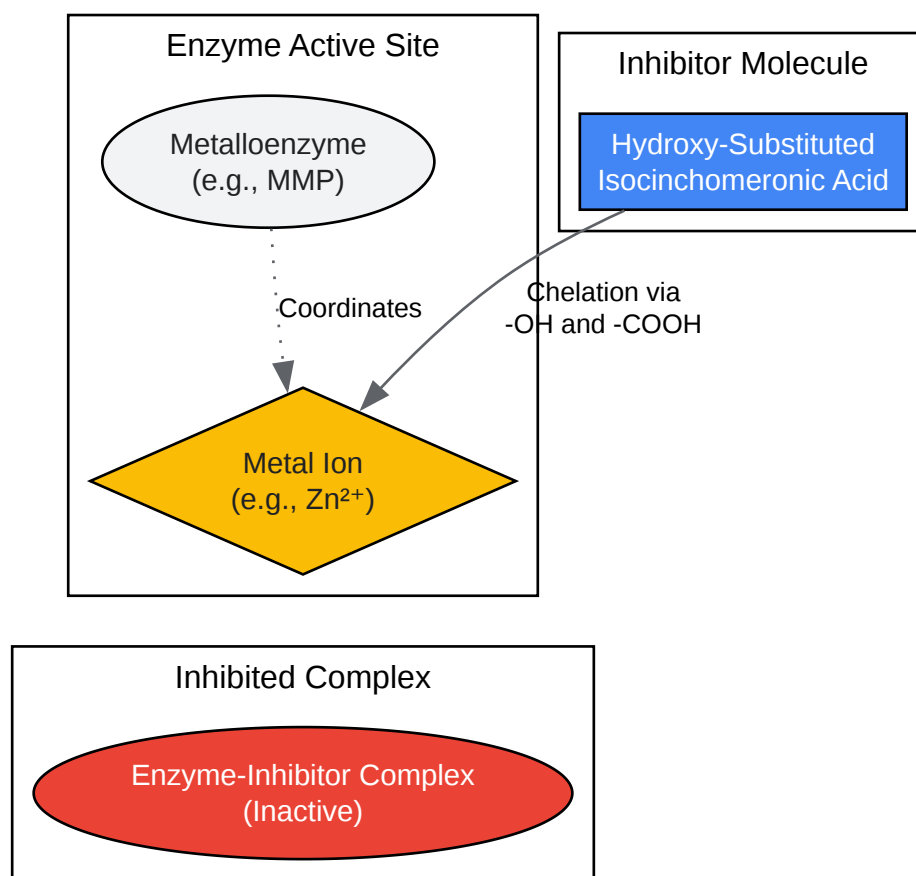 Enzyme Active Site
Metalloenzyme
(e.g., MMP)
Coordinates
Metal Ion
(e.g., Zn²⁺)
Inhibitor Molecule
Hydroxy-Substituted
Isocinchomeronic Acid
Chelation via
-OH and -COOH
Inhibited Complex
Enzyme-Inhibitor Complex
(Inactive)